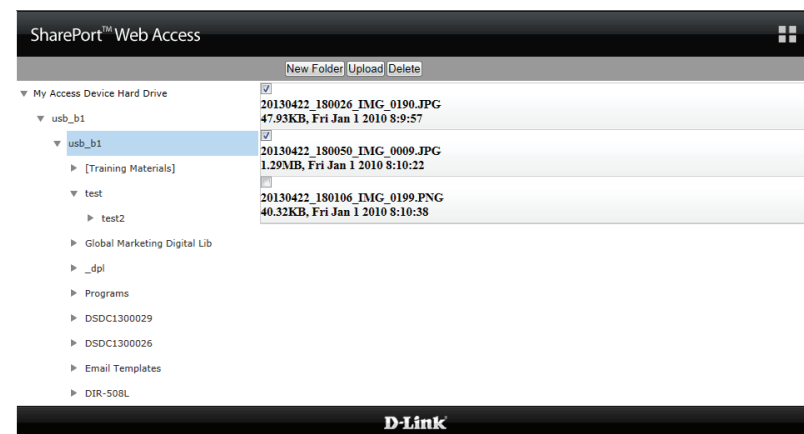 SharePort™ Web Access
New Folder Upload Delete
My Access Device Hard Drive
usb_b1
usb_b1
[Training Materials]
test
test2
Global Marketing Digital Lib
_dpl
Programs
DSDC1300029
DSDC1300026
Email Templates
DIR-508L
20130422_180026_IMG_0190.JPG
47.93KB, Fri Jan 1 2010 8:9:57
20130422_180050_IMG_0009.JPG
1.29MB, Fri Jan 1 2010 8:10:22
20130422_180106_IMG_0199.PNG
40.32KB, Fri Jan 1 2010 8:10:38
D-Link